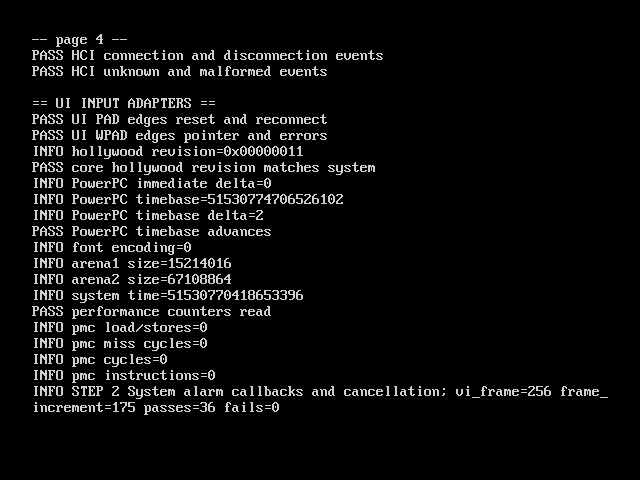 -- page 4 --
PASS HCI connection and disconnection events
PASS HCI unknown and malformed events
== UI INPUT ADAPTERS ==
PASS UI PAD edges reset and reconnect
PASS UI WPAD edges pointer and errors
INFO hollywood revision=0x00000011
PASS core hollywood revision matches system
INFO PowerPC immediate delta=0
INFO PowerPC timebase=51530774706526102
INFO PowerPC timebase delta=2
PASS PowerPC timebase advances
INFO font encoding=0
INFO arena1 size=15214016
INFO arena2 size=67108864
INFO system time=51530770418653396
PASS performance counters read
INFO pmc load/stores=0
INFO pmc miss cycles=0
INFO pmc cycles=0
INFO pmc instructions=0
INFO STEP 2 System alarm callbacks and cancellation; vi_frame=256 frame_
increment=175 passes=36 fails=0